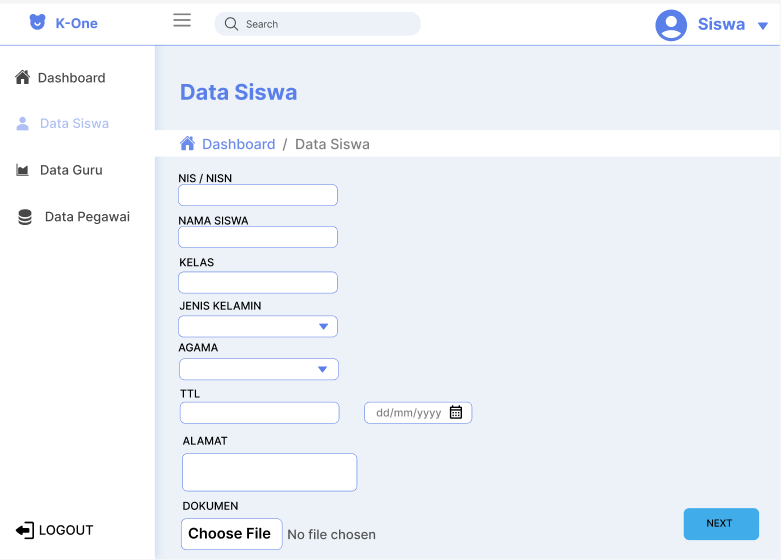 K-One
Search
Siswa
Dashboard
Data Siswa
Data Guru
Data Pegawai
LOGOUT
Data Siswa
Dashboard / Data Siswa
NIS / NISN
NAMA SISWA
KELAS
JENIS KELAMIN
AGAMA
TTL
dd/mm/yyyy
ALAMAT
DOKUMEN
Choose File No file chosen
NEXT